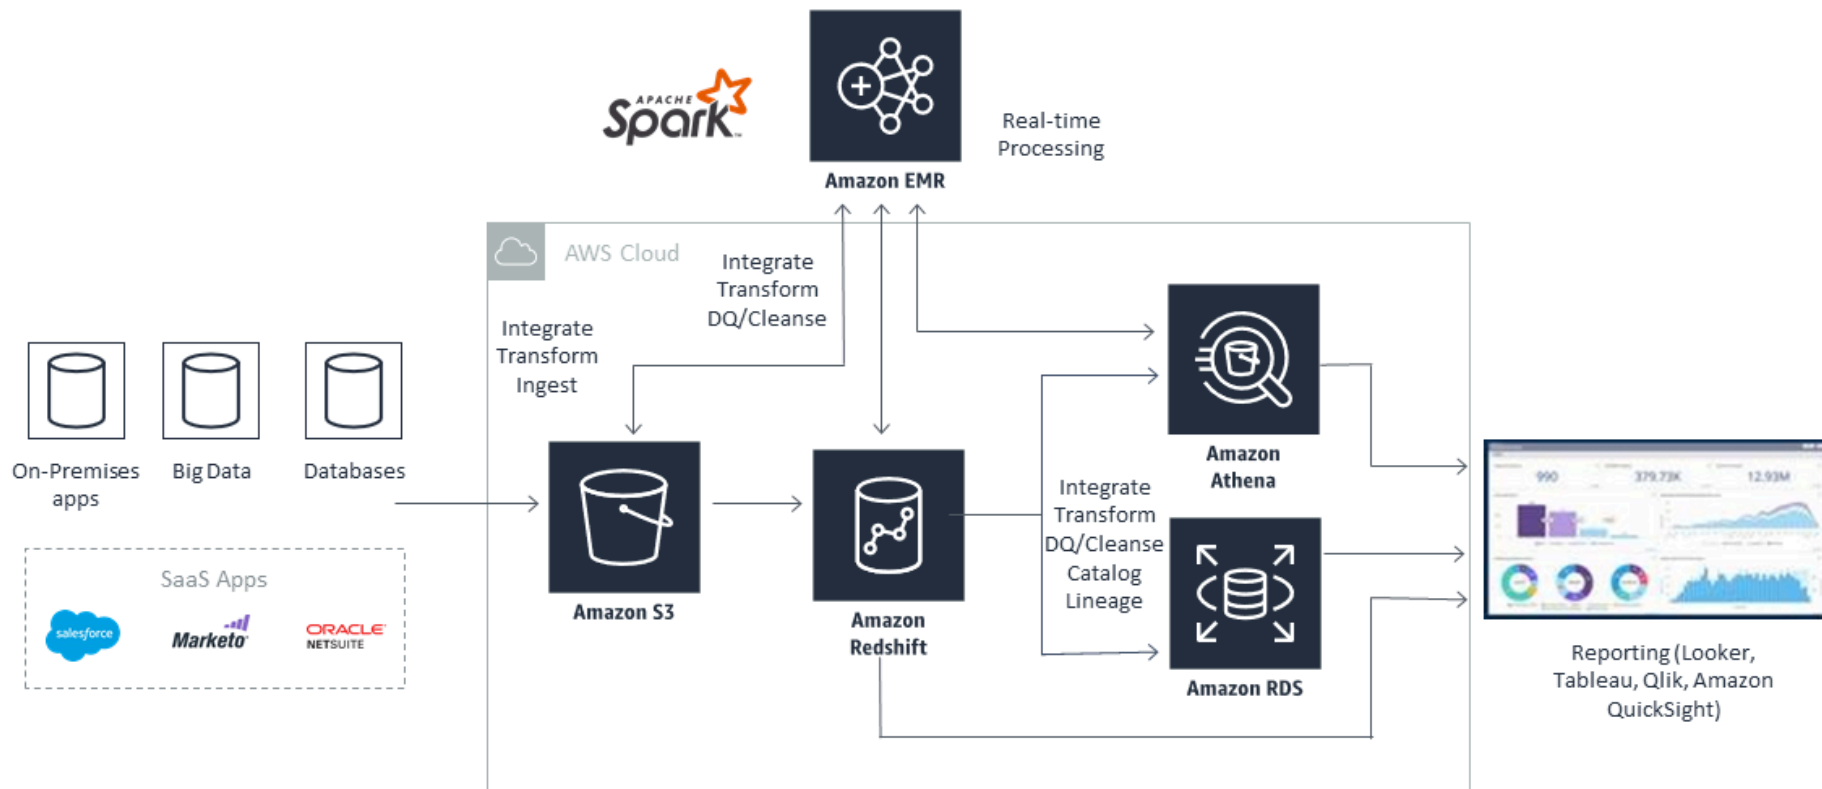 APACHE
Spark
Real-time
Processing
Amazon EMR
AWS Cloud
Integrate
Transform
DQ/Cleanse
Integrate
Transform
Ingest
On-Premises
apps
Big Data
Databases
SaaS Apps
salesforce
Marketo
ORACLE
NETSUITE
Amazon S3
Amazon
Redshift
Amazon
Athena
Integrate
Transform
DQ/Cleanse
Catalog
Lineage
Amazon RDS
990
379.73K
12.93M
Reporting (Looker,
Tableau, Qlik, Amazon
QuickSight)